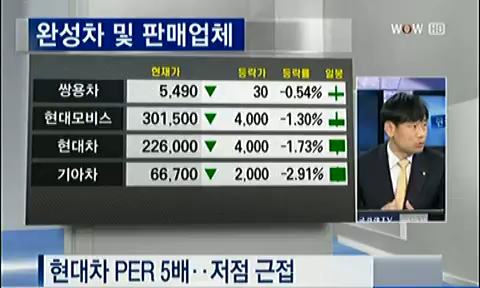 완성차 및 판매업체
WOW HD
현재가 등락가 등락률 일봉
쌍용차 5,490 ▼ 30 -0.54%
현대모비스 301,500 ▼ 4,000 -1.30%
현대차 226,000 ▼ 4,000 -1.73%
기아차 66,700 ▼ 2,000 -2.91%
현대차 PER 5배‥저점 근접